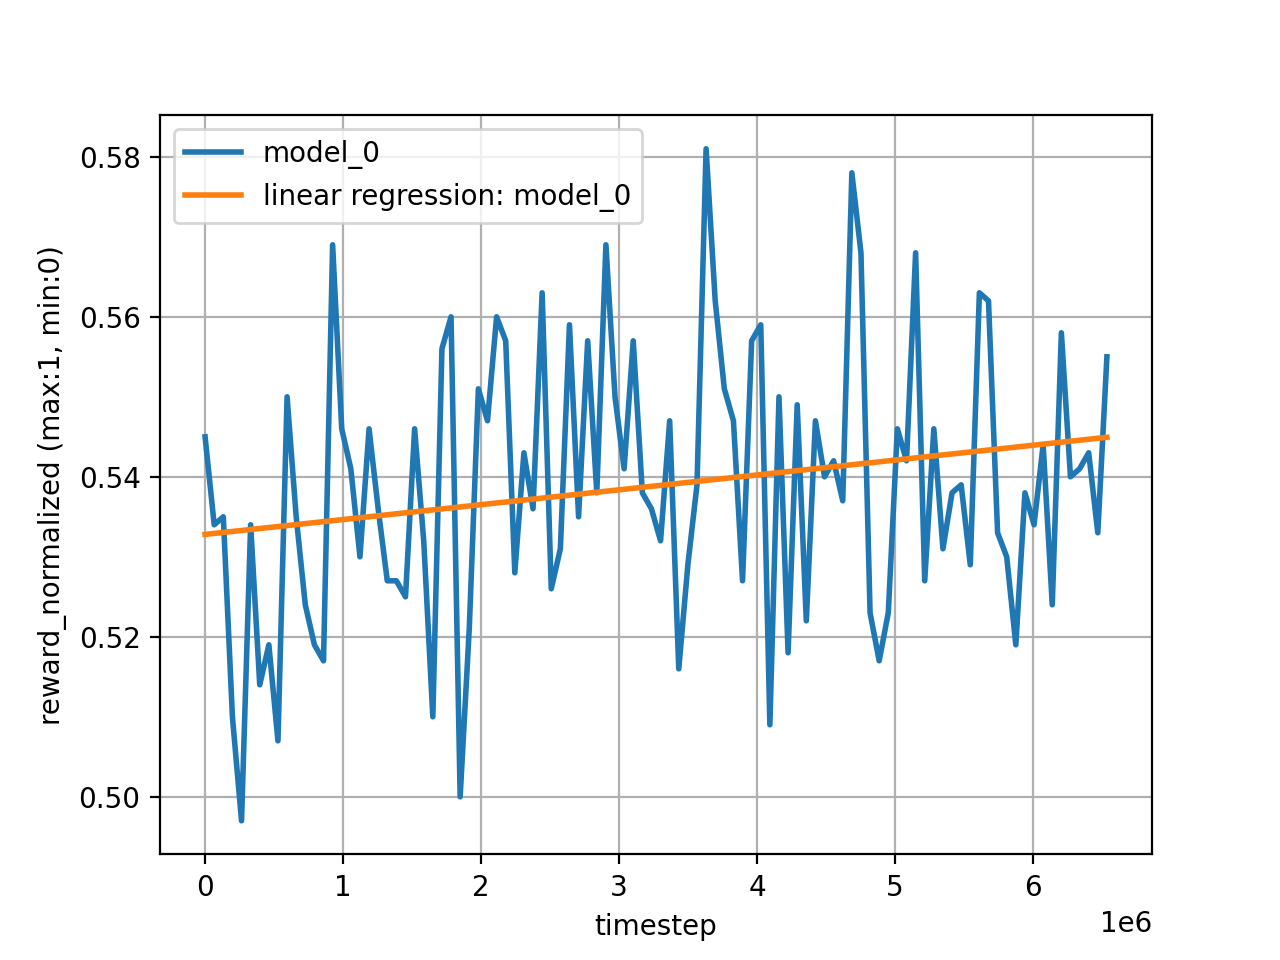 model_0
linear regression: model_0
reward_normalized (max:1, min:0)
0.58
0.56
0.54
0.52
0.50
0 1 2 3 4 5 6
1e6
timestep